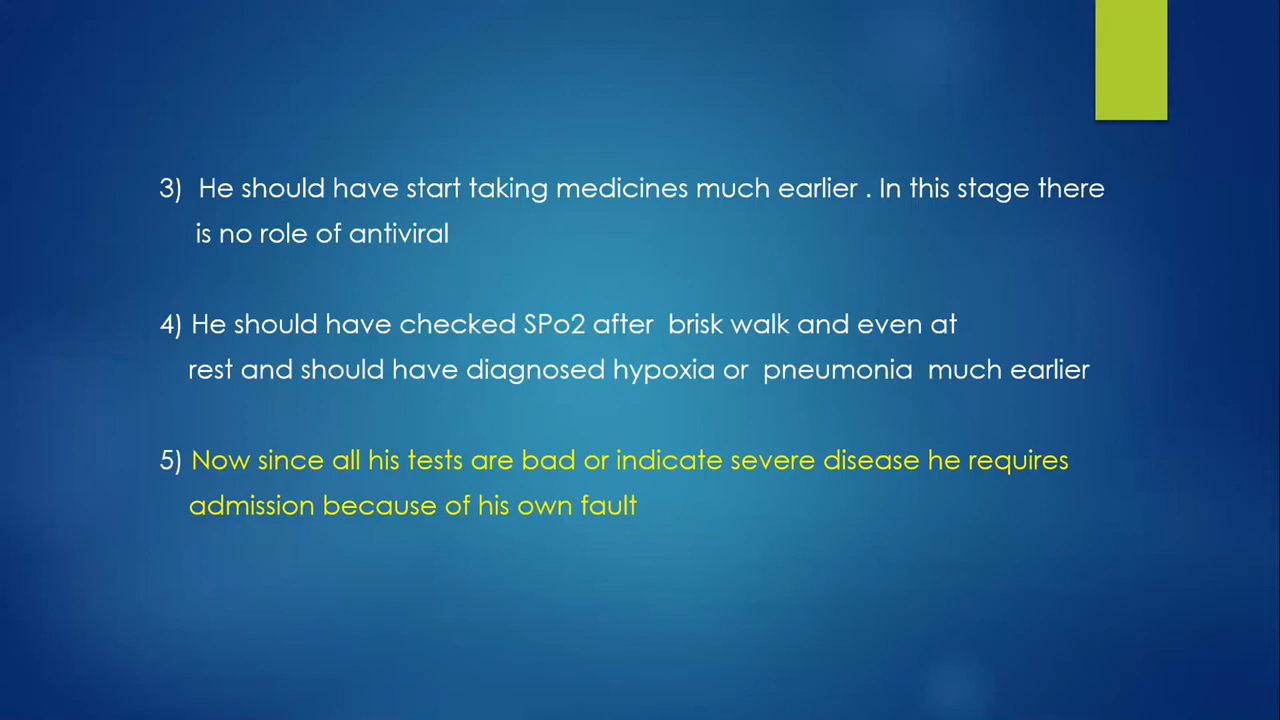 3) He should have start taking medicines much earlier . In this stage there
is no role of antiviral
4) He should have checked SPo2 after brisk walk and even at
rest and should have diagnosed hypoxia or pneumonia much earlier
5) Now since all his tests are bad or indicate severe disease he requires
admission because of his own fault